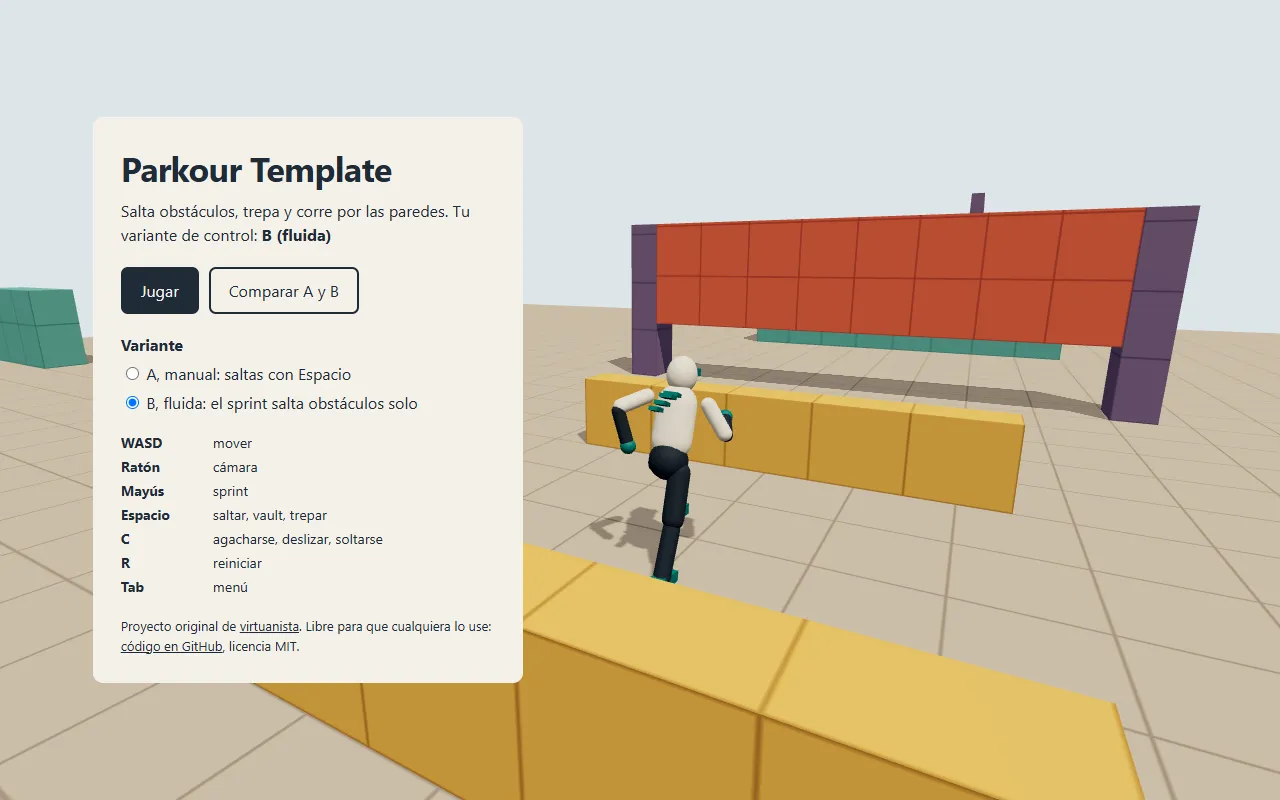 Parkour Template
Salta obstáculos, trepa y corre por las paredes. Tu
variante de control: B (fluida)
Jugar
Comparar A y B
Variante
A, manual: saltas con Espacio
B, fluida: el sprint salta obstáculos solo
WASD mover
Ratón cámara
Mayús sprint
Espacio saltar, vault, trepar
C agacharse, deslizar, soltarse
R reiniciar
Tab menú
Proyecto original de virtuanista. Libre para que cualquiera lo use:
código en GitHub, licencia MIT.